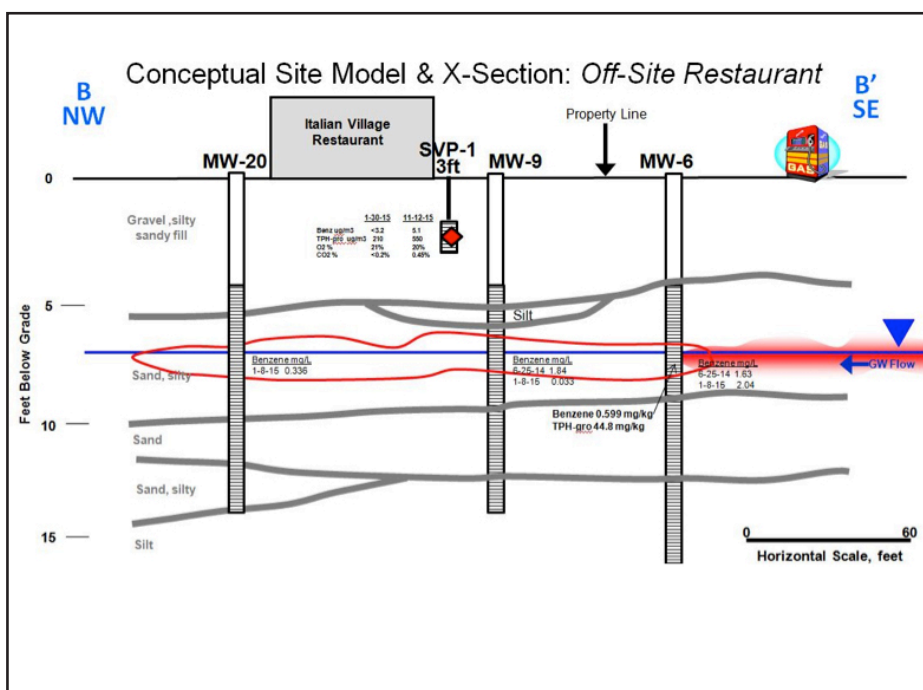 Conceptual Site Model & X-Section: Off-Site Restaurant
B
NW
B'
SE
Italian Village
Restaurant
Property Line
MW-20
SVP-1
3ft
MW-9
MW-6
GAS
0
Gravel ,silty
sandy fill
1-30-15 11-12-15
Benz ug/m3 <3.2 5.1
TPH-gro ug/m3 210 550
O2 % 21% 20%
CO2 % <0.2% 0.45%
5
Silt
Feet Below Grade
Sand, silty
Benzene mg/L
1-8-15 0.336
Benzene mg/L
6-25-14 1.84
1-8-15 0.033
Benzene mg/L
6-25-14 1.63
1-8-15 2.04
GW Flow
Benzene 0.599 mg/kg
TPH-gro 44.8 mg/kg
10
Sand
Sand, silty
15
Silt
0 60
Horizontal Scale, feet